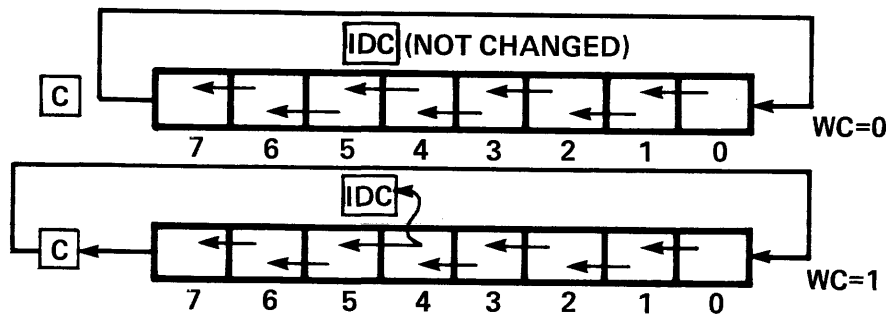 IDC (NOT CHANGED)
C
WC=0
7 6 5 4 3 2 1 0
IDC
C
WC=1
7 6 5 4 3 2 1 0